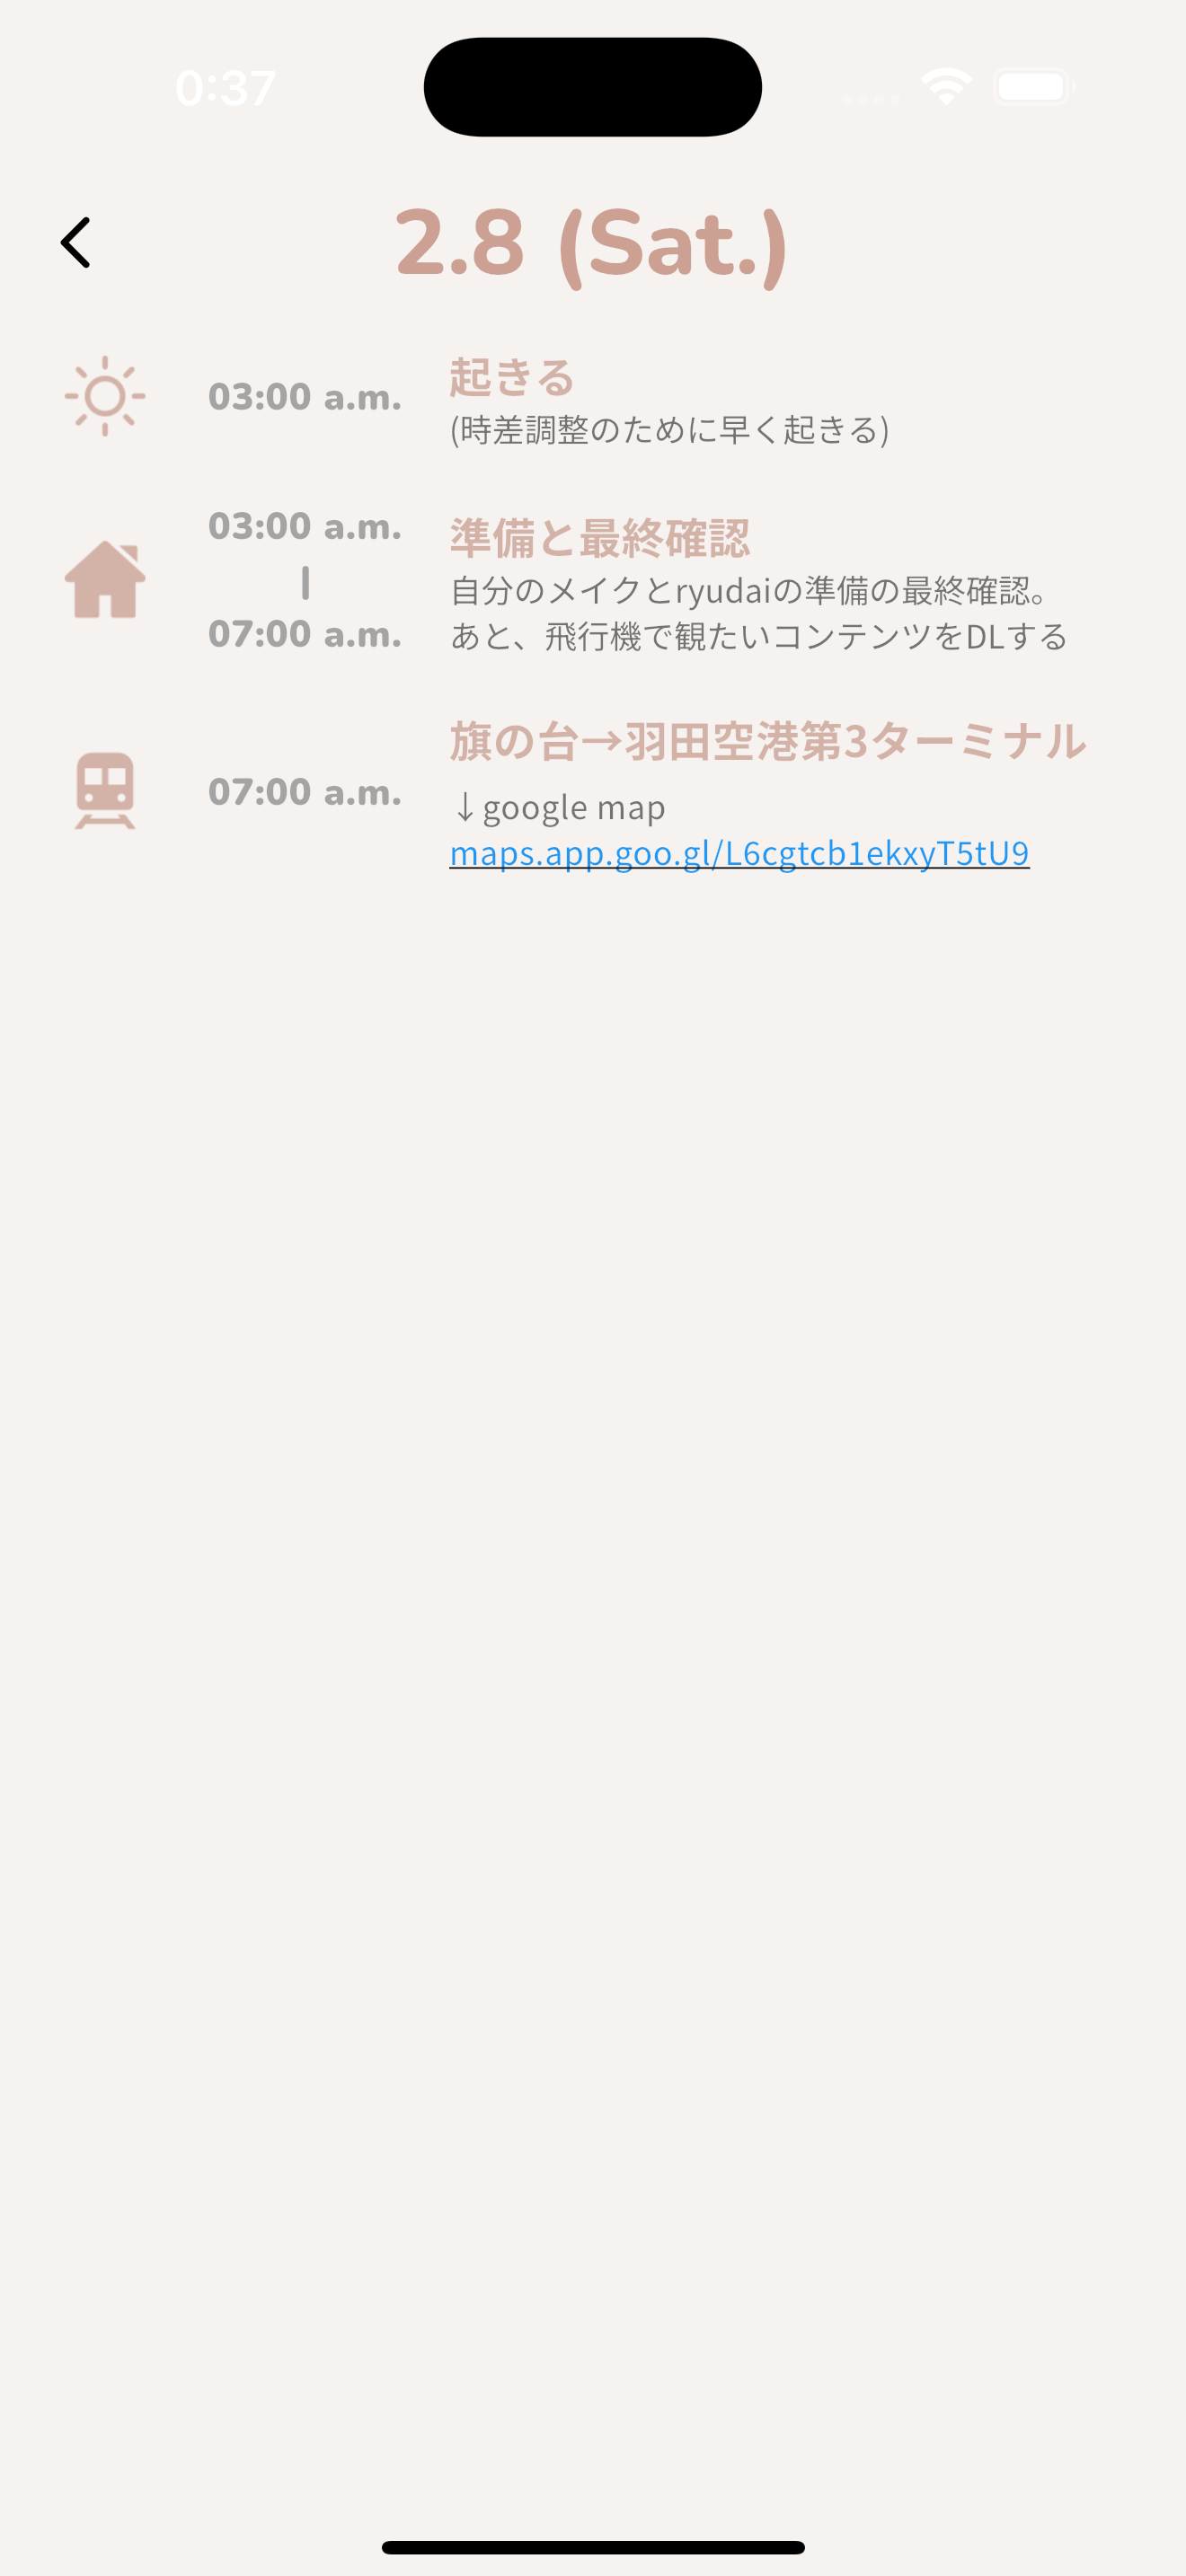 0:37
2.8 (Sat.)
03:00 a.m.
起きる
(時差調整のために早く起きる)
03:00 a.m.
07:00 a.m.
準備と最終確認
自分のメイクとryudaiの準備の最終確認。
あと、飛行機で観たいコンテンツをDLする
07:00 a.m.
旗の台→羽田空港第3ターミナル
↓google map
maps.app.goo.gl/L6cgtcb1ekxyT5tU9